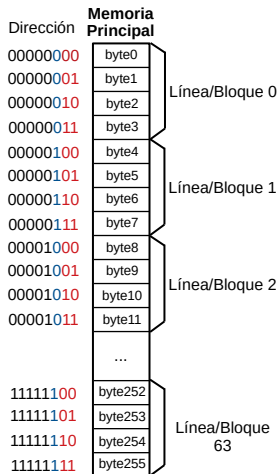 Dirección
Memoria
Principal
00000000 byte0
00000001 byte1
00000010 byte2
00000011 byte3
Línea/Bloque 0
00000100 byte4
00000101 byte5
00000110 byte6
00000111 byte7
Línea/Bloque 1
00001000 byte8
00001001 byte9
00001010 byte10
00001011 byte11
Línea/Bloque 2
...
11111100 byte252
11111101 byte253
11111110 byte254
11111111 byte255
Línea/Bloque
63